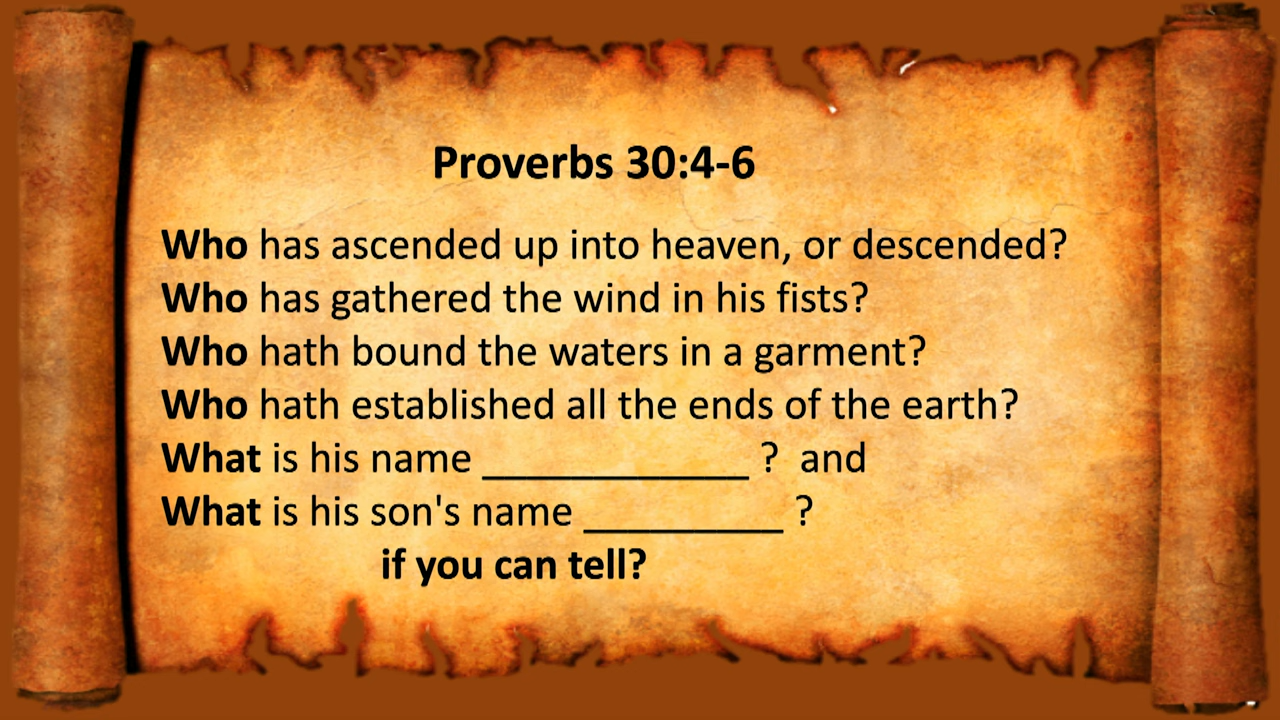 Proverbs 30:4-6
Who has ascended up into heaven, or descended?
Who has gathered the wind in his fists?
Who hath bound the waters in a garment?
Who hath established all the ends of the earth?
What is his name _____________ ?  and
What is his son's name __________ ?
if you can tell?